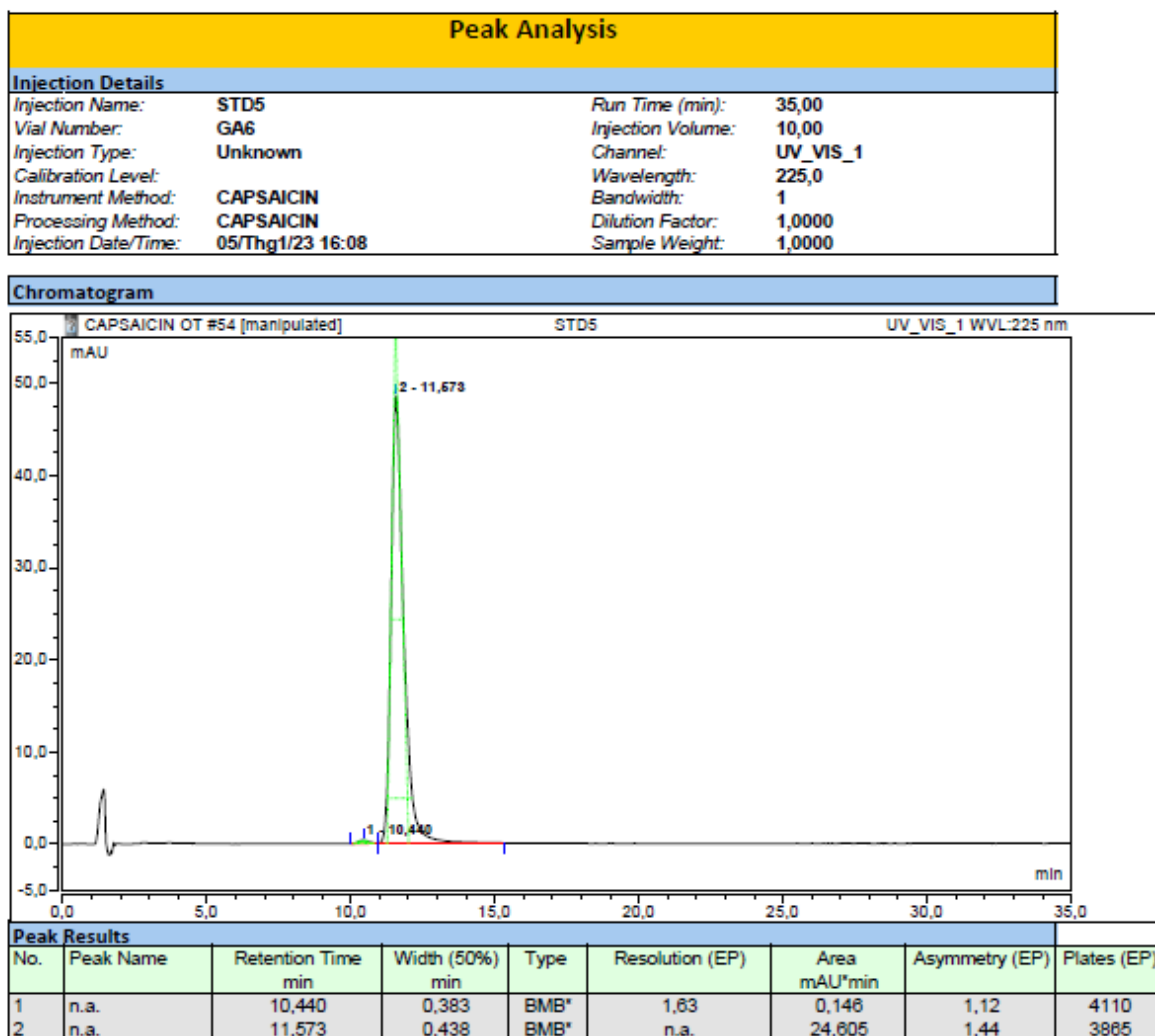 Peak Analysis
Injection Details
Injection Name: STD5 Run Time (min): 35,00
Vial Number: GA6 Injection Volume: 10,00
Injection Type: Unknown Channel: UV_VIS_1
Calibration Level: Wavelength: 225,0
Instrument Method: CAPSAICIN Bandwidth: 1
Processing Method: CAPSAICIN Dilution Factor: 1,0000
Injection Date/Time: 05/Thg1/23 16:08 Sample Weight: 1,0000
Chromatogram
CAPSAICIN OT #54 [manipulated] STD5 UV_VIS_1 WVL:225 nm
55,0
mAU
50,0
2 - 11,573
40,0
30,0
20,0
10,0
1 - 10,440
0,0
min
-5,0
0,0 5,0 10,0 15,0 20,0 25,0 30,0 35,0
Peak Results
No. Peak Name Retention Time Width (50%) Type Resolution (EP) Area Asymmetry (EP) Plates (EP)
min min mAU*min
1 n.a. 10,440 0,383 BMB* 1,63 0,146 1,12 4110
2 n.a. 11,573 0,438 BMB* n.a. 24,605 1,44 3865